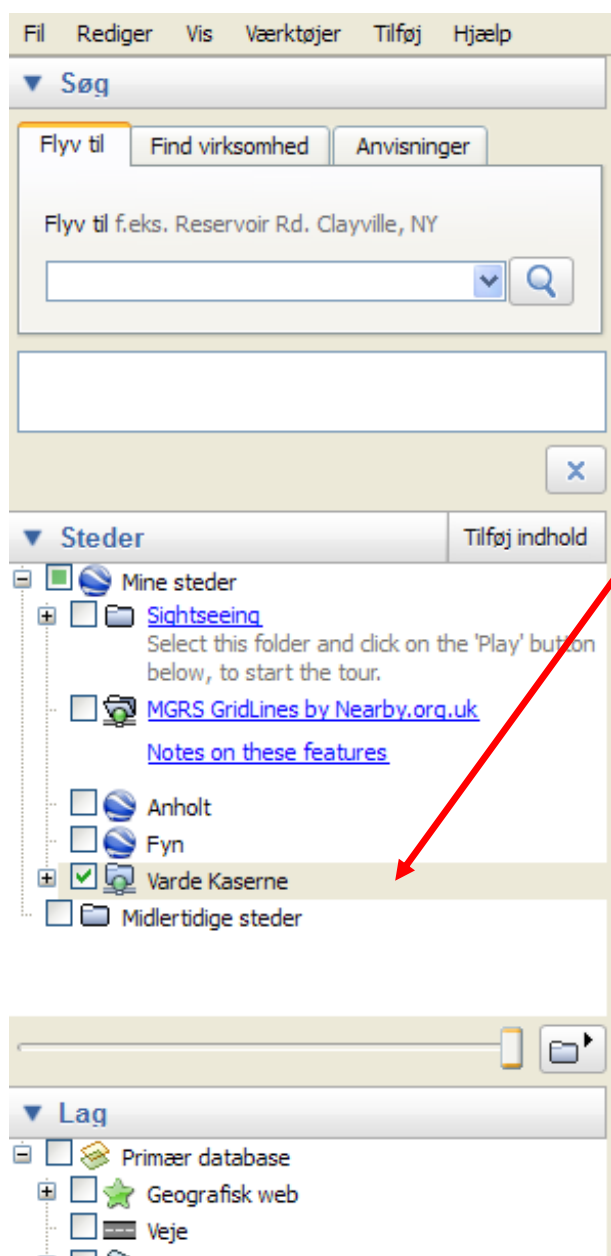 Fil Rediger Vis Værktøjer Tilføj Hjælp
Søg
Flyv til Find virksomhed Anvisninger
Flyv til f.eks. Reservoir Rd. Clayville, NY
Steder Tilføj indhold
Mine steder
Sightseeing
Select this folder and click on the 'Play' button
below, to start the tour.
MGRS GridLines by Nearby.org.uk
Notes on these features
Anholt
Fyn
Varde Kaserne
Midlertidige steder
Lag
Primær database
Geografisk web
Veje